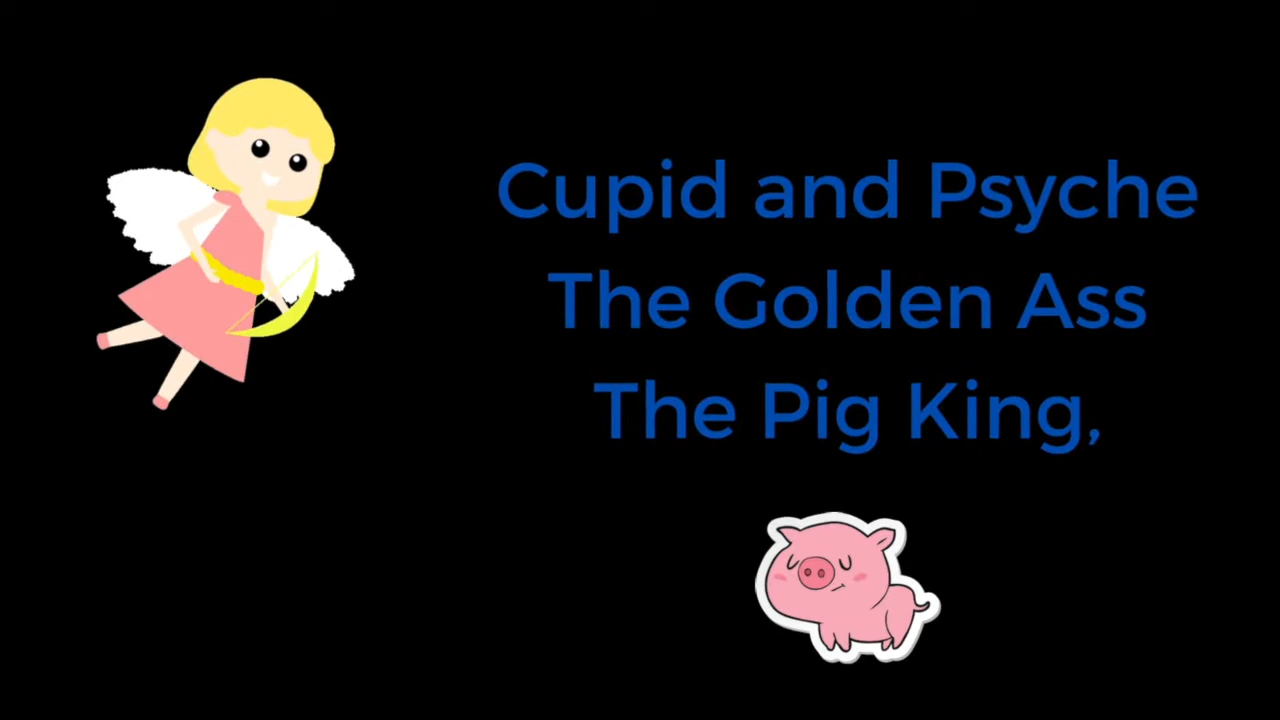 Cupid and Psyche
The Golden Ass
The Pig King,